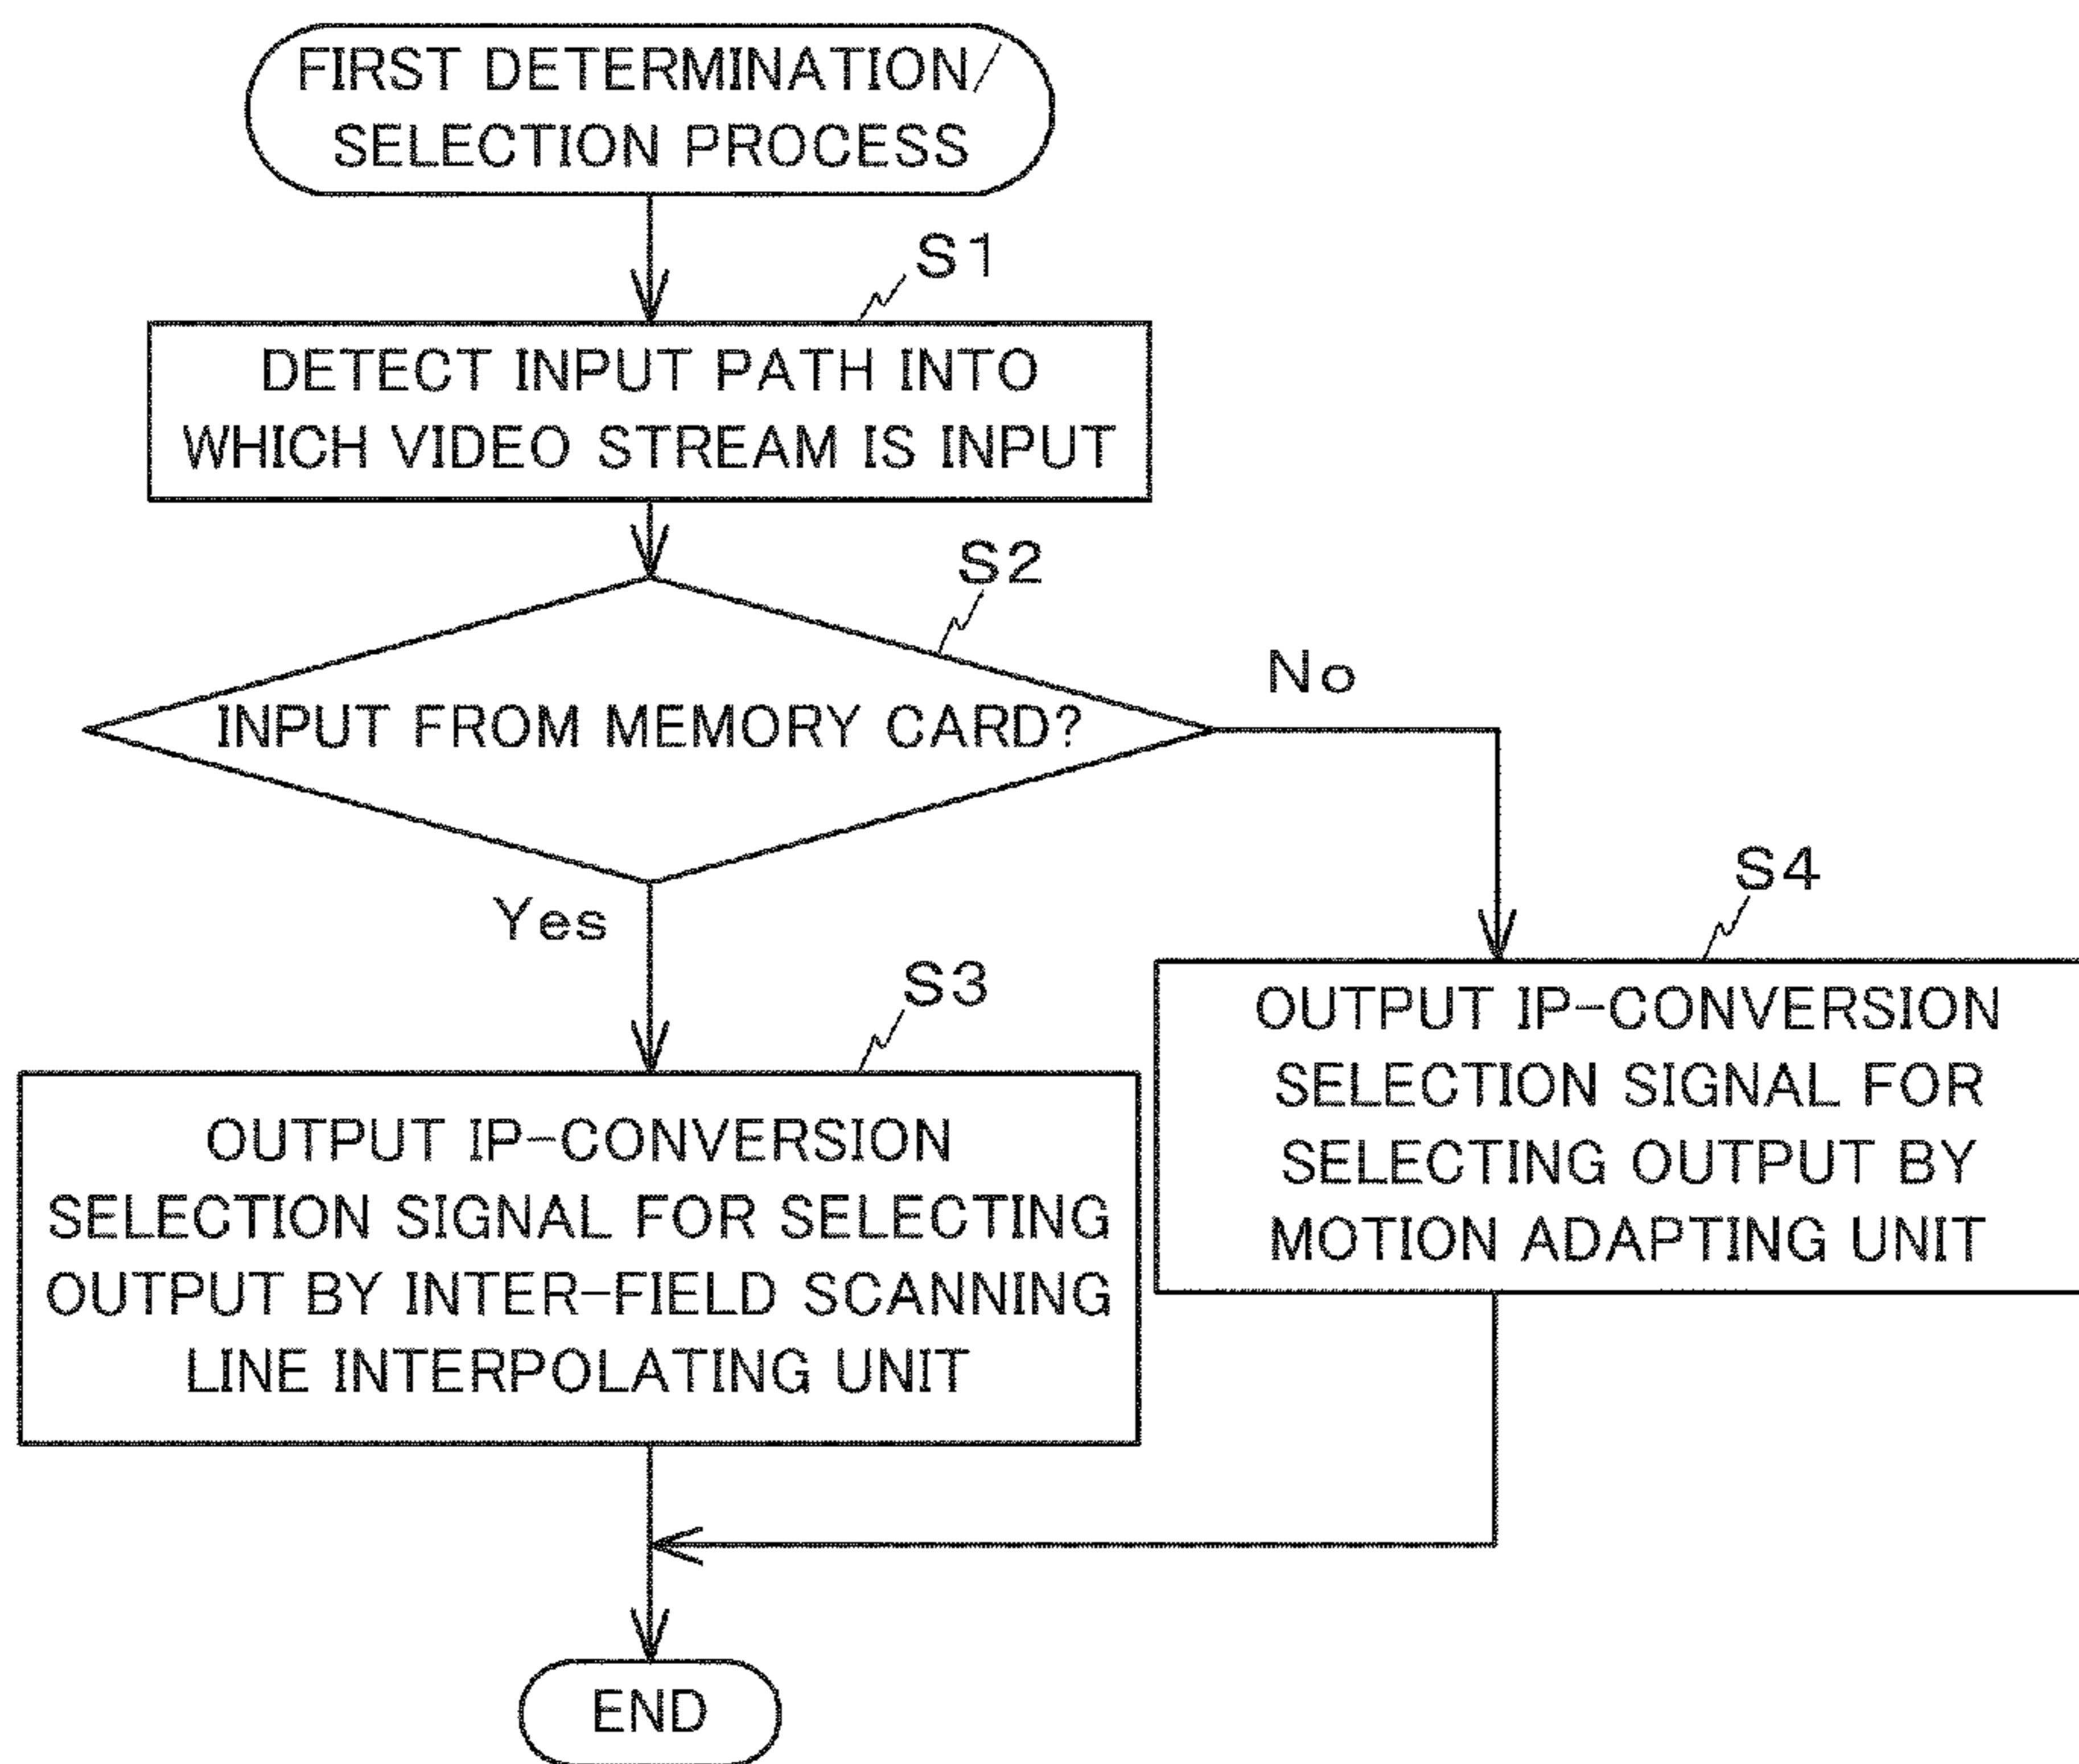 FIRST DETERMINATION/
SELECTION PROCESS
S1
DETECT INPUT PATH INTO
WHICH VIDEO STREAM IS INPUT
S2
INPUT FROM MEMORY CARD?
No
Yes
S3
OUTPUT IP-CONVERSION
SELECTION SIGNAL FOR SELECTING
OUTPUT BY INTER-FIELD SCANNING
LINE INTERPOLATING UNIT
S4
OUTPUT IP-CONVERSION
SELECTION SIGNAL FOR
SELECTING OUTPUT BY
MOTION ADAPTING UNIT
END